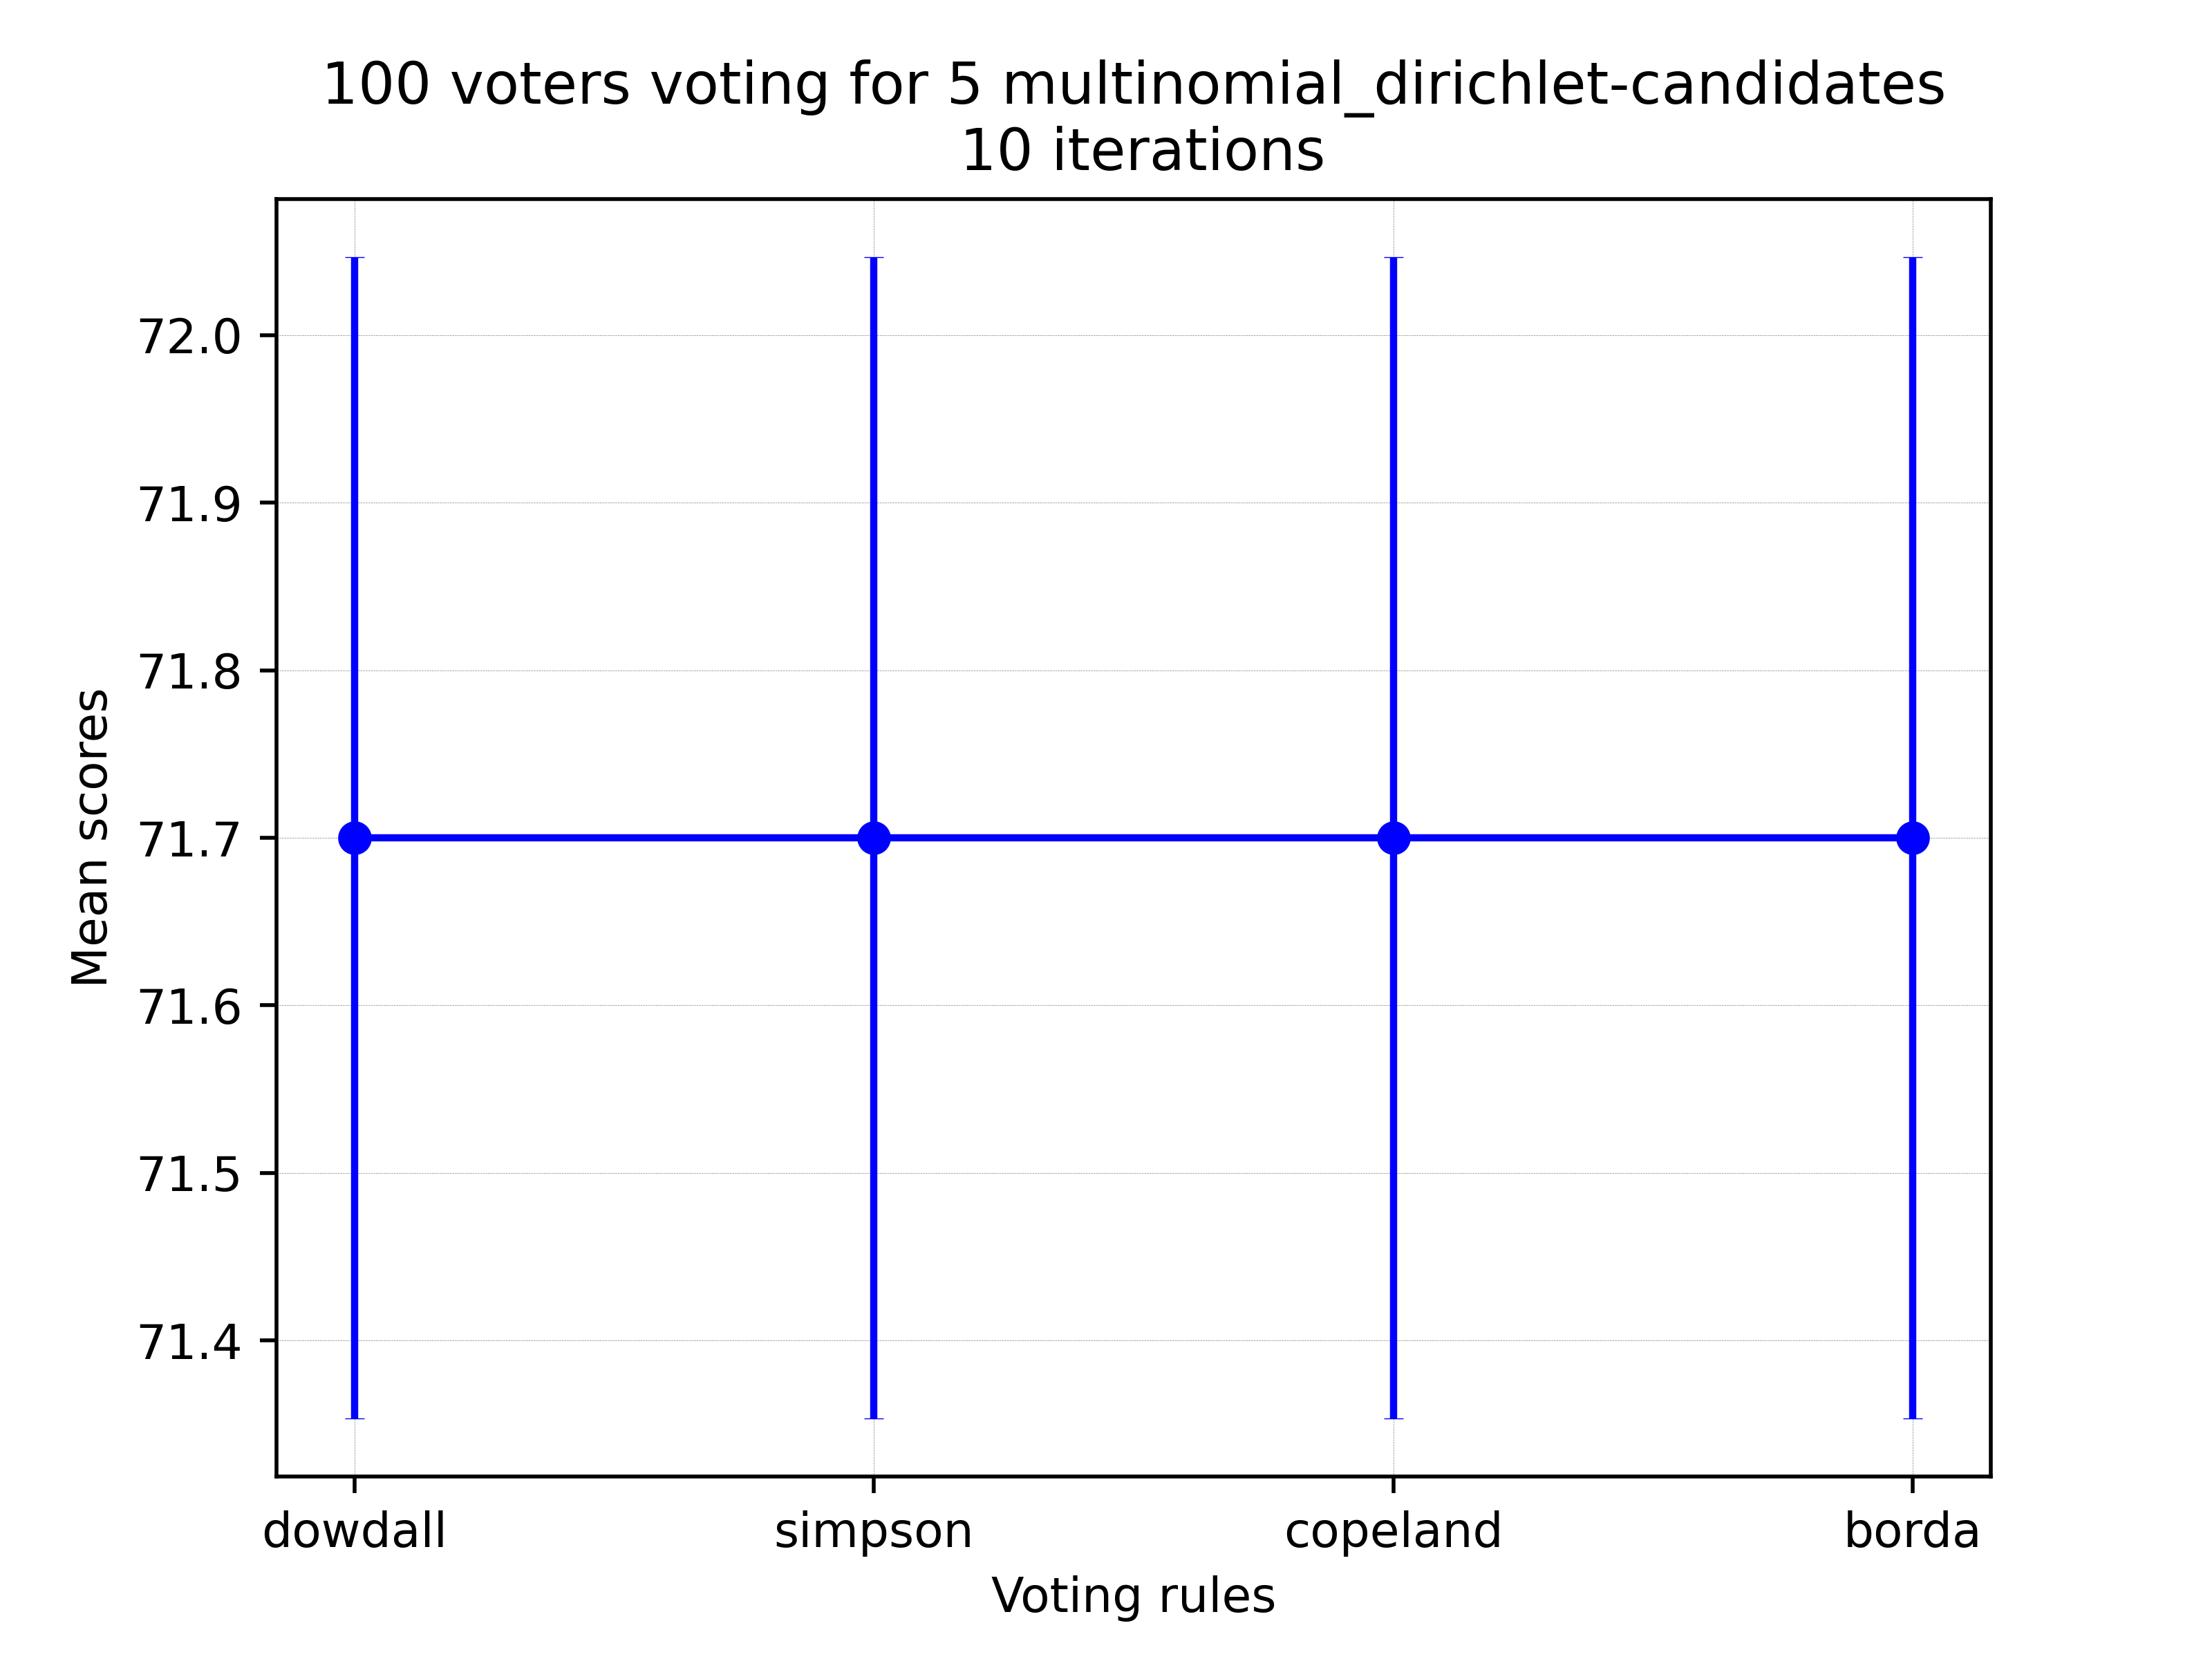 100 voters voting for 5 multinomial_dirichlet-candidates
10 iterations
72.0
71.9
71.8
71.7
71.6
71.5
71.4
Mean scores
dowdall simpson copeland borda
Voting rules